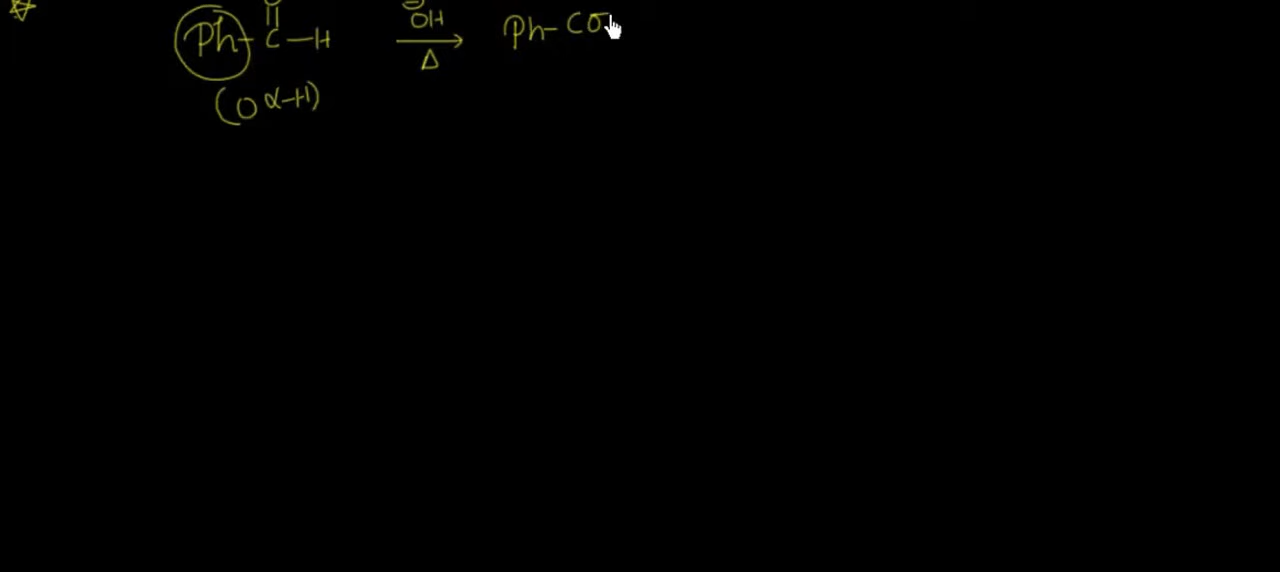 Ph-C(=O)-H →[⊖OH, Δ] Ph-CO
(0 α-H)